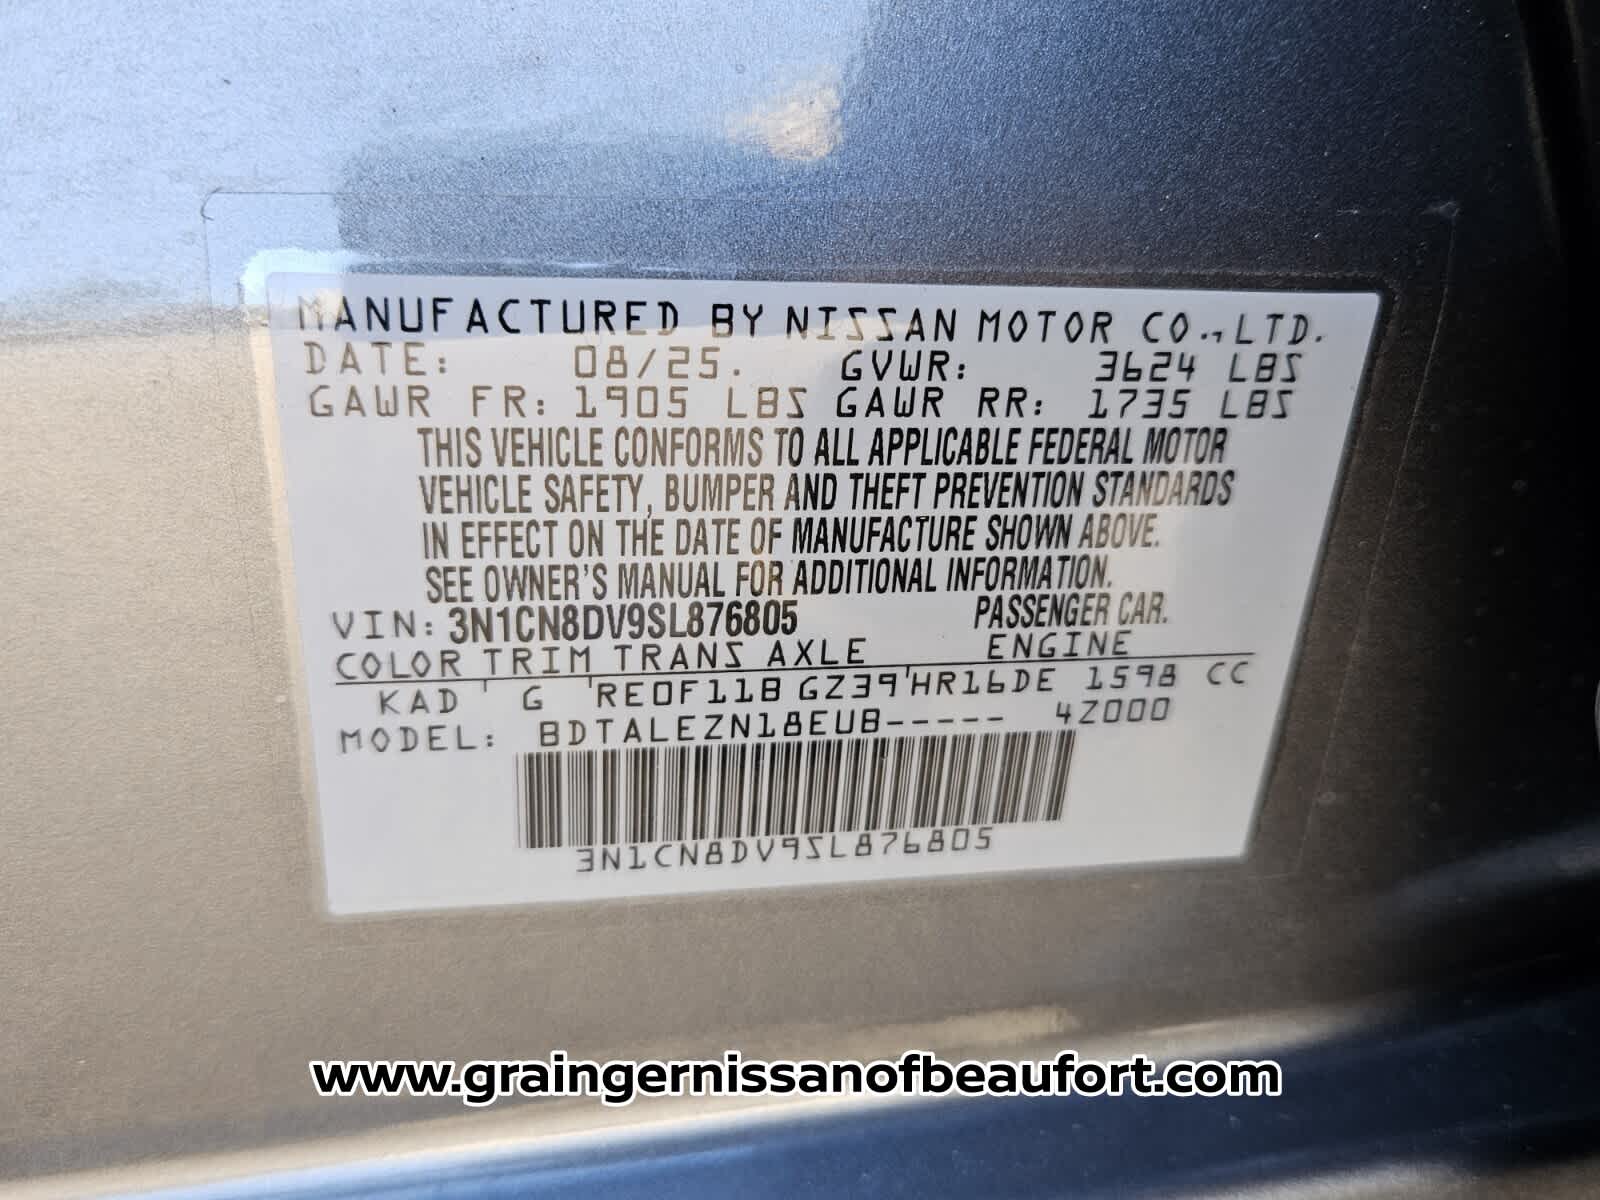 MANUFACTURED BY NISSAN MOTOR CO., LTD.
DATE: 08/25. GVWR: 3624 LBS
GAWR FR: 1905 LBS GAWR RR: 1735 LBS
THIS VEHICLE CONFORMS TO ALL APPLICABLE FEDERAL MOTOR
VEHICLE SAFETY, BUMPER AND THEFT PREVENTION STANDARDS
IN EFFECT ON THE DATE OF MANUFACTURE SHOWN ABOVE.
SEE OWNER'S MANUAL FOR ADDITIONAL INFORMATION.
VIN: 3N1CN8DV9SL876805 PASSENGER CAR.
COLOR TRIM TRANS AXLE ENGINE
KAD G RE0F11B GZ39 HR16DE 1598 CC
MODEL: BDTALEZN18EUB----- 4Z000
3N1CN8DV9SL876805
www.graingernissanofbeaufort.com